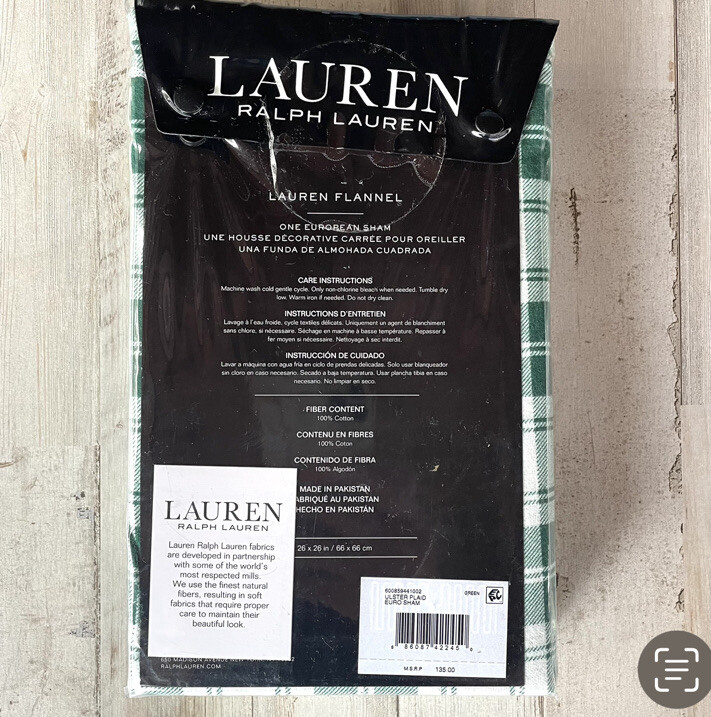 LAUREN
RALPH LAUREN
LAUREN FLANNEL
ONE EUROPEAN SHAM
UNE HOUSSE DÉCORATIVE CARRÉE POUR OREILLER
UNA FUNDA DE ALMOHADA CUADRADA
CARE INSTRUCTIONS
Machine wash cold gentle cycle. Only non-chlorine bleach when needed. Tumble dry
low. Warm iron if needed. Do not dry clean.
INSTRUCTIONS D'ENTRETIEN
Lavage à l'eau froide, cycle textiles délicats. Uniquement un agent de blanchiment
sans chlore, si nécessaire. Séchage en machine à basse température. Repasser à
fer moyen si nécessaire. Nettoyage à sec interdit.
INSTRUCCIÓN DE CUIDADO
Lavar a máquina con agua fría en ciclo de prendas delicadas. Solo usar blanqueador
sin cloro en caso necesario. Secado a baja temperatura. Usar plancha tibia en caso
necesario. No limpiar en seco.
FIBER CONTENT
100% Cotton
CONTENU EN FIBRES
100% Coton
CONTENIDO DE FIBRA
100% Algodón
MADE IN PAKISTAN
ABRIQUÉ AU PAKISTAN
HECHO EN PAKISTÁN
26 x 26 in / 66 x 66 cm
LAUREN
RALPH LAUREN
Lauren Ralph Lauren fabrics
are developed in partnership
with some of the world's
most respected mills.
We use the finest natural
fibers, resulting in soft
fabrics that require proper
care to maintain their
beautiful look.
650 MADISON AVENUE NEW YORK
RALPHLAUREN.COM
600859441002 GREEN
ULSTER PLAID
EURO SHAM
86087 42245
M.S.R.P 135.00